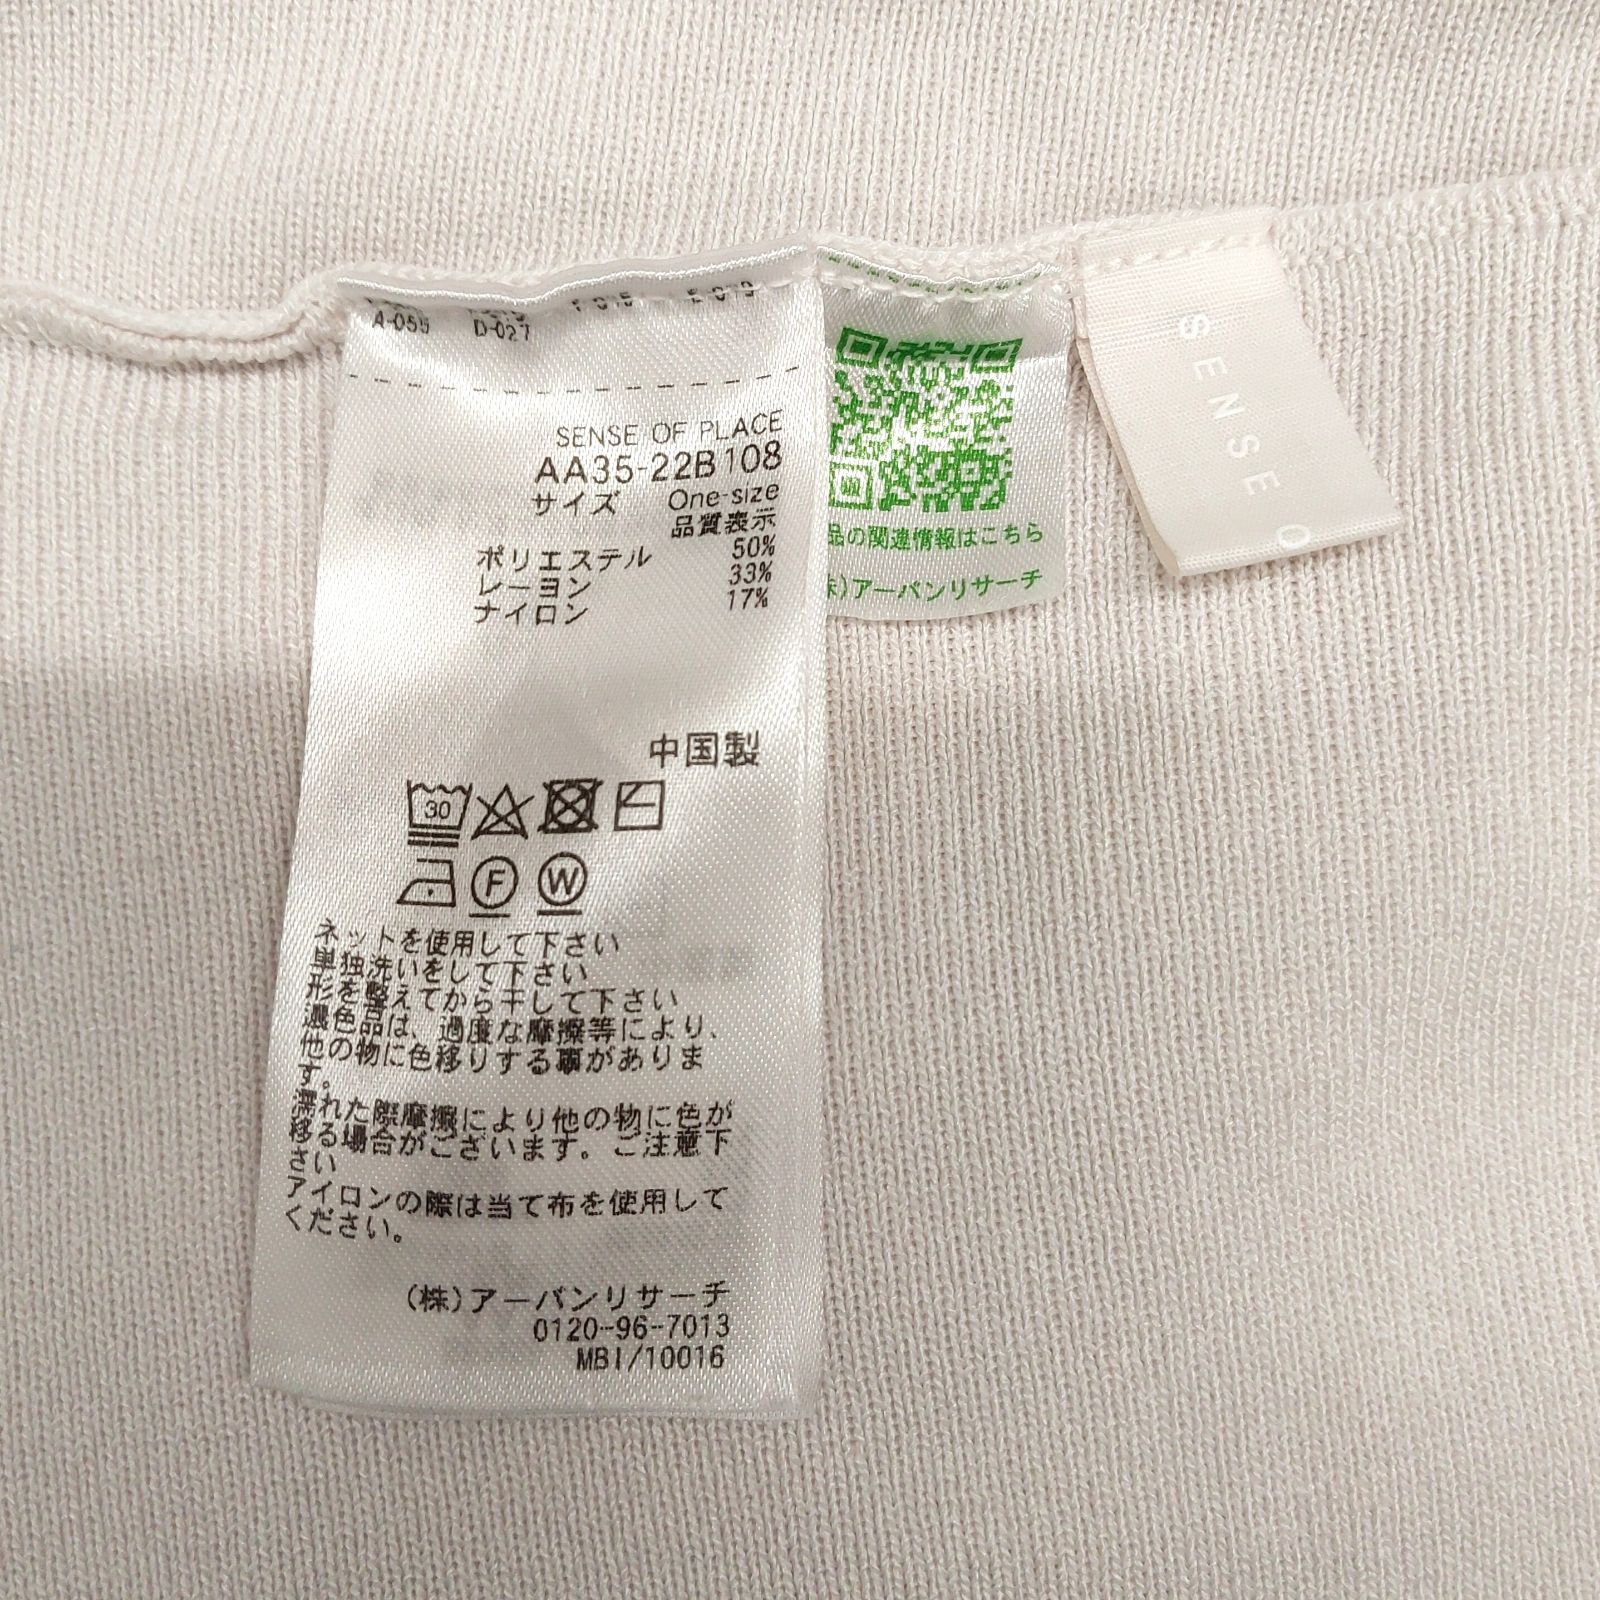 A-055 D-027
SENSE OF PLACE
AA35-22B108
サイズ One-size
品質表示
ポリエステル 50%
レーヨン 33%
ナイロン 17%
中国製
30
F W
ネットを使用して下さい
単独洗いをして下さい
形を整えてから干して下さい
濃色品は、過度な摩擦等により、
他の物に色移りする事がありま
す。
濡れた際摩擦により他の物に色が
移る場合がございます。ご注意下
さい
アイロンの際は当て布を使用して
ください。
(株)アーバンリサーチ
0120-96-7013
MBI/10016
品の関連情報はこちら
株)アーバンリサーチ
SENSE O